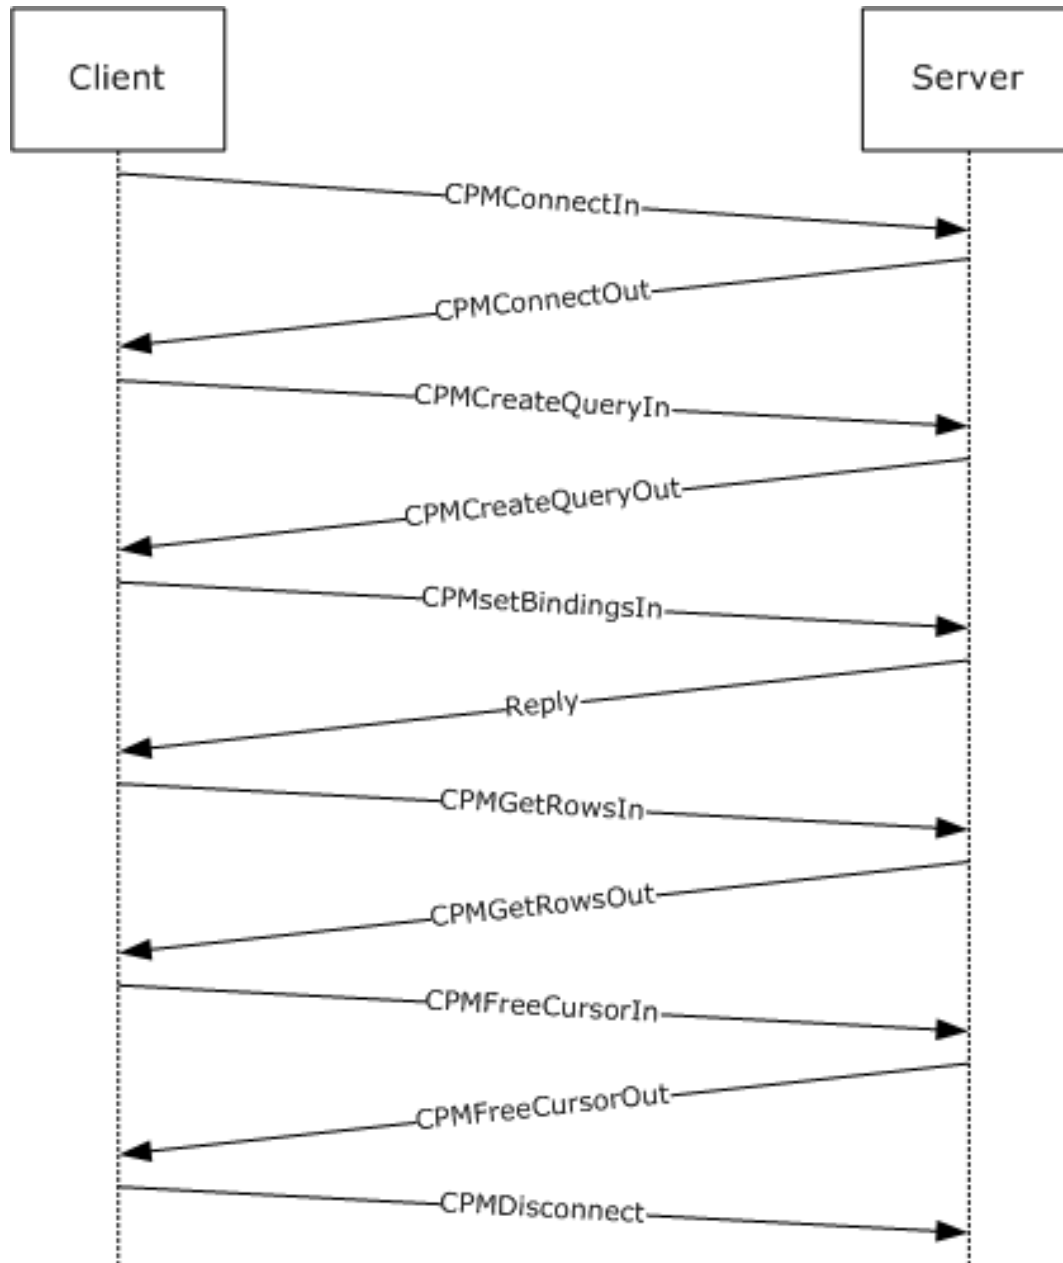 Client
Server
CPMConnectIn
CPMConnectOut
CPMCreateQueryIn
CPMCreateQueryOut
CPMsetBindingsIn
Reply
CPMGetRowsIn
CPMGetRowsOut
CPMFreeCursorIn
CPMFreeCursorOut
CPMDisconnect